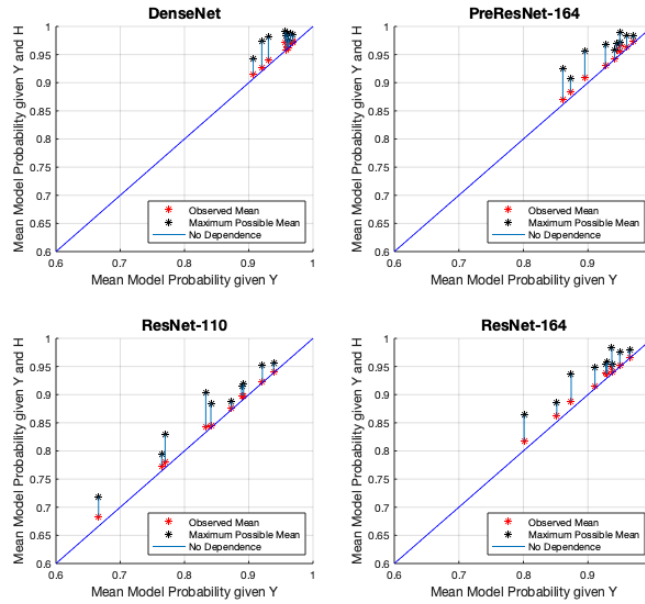 DenseNet
Mean Model Probability given Y and H
1
0.95
0.9
0.85
0.8
0.75
0.7
0.65
0.6
Observed Mean
Maximum Possible Mean
No Dependence
0.6 0.7 0.8 0.9 1
Mean Model Probability given Y
PreResNet-164
Mean Model Probability given Y and H
1
0.95
0.9
0.85
0.8
0.75
0.7
0.65
0.6
Observed Mean
Maximum Possible Mean
No Dependence
0.6 0.7 0.8 0.9
Mean Model Probability given Y
ResNet-110
Mean Model Probability given Y and H
1
0.95
0.9
0.85
0.8
0.75
0.7
0.65
0.6
Observed Mean
Maximum Possible Mean
No Dependence
0.6 0.7 0.8 0.9 1
Mean Model Probability given Y
ResNet-164
Mean Model Probability given Y and H
1
0.95
0.9
0.85
0.8
0.75
0.7
0.65
0.6
Observed Mean
Maximum Possible Mean
No Dependence
0.6 0.7 0.8 0.9
Mean Model Probability given Y